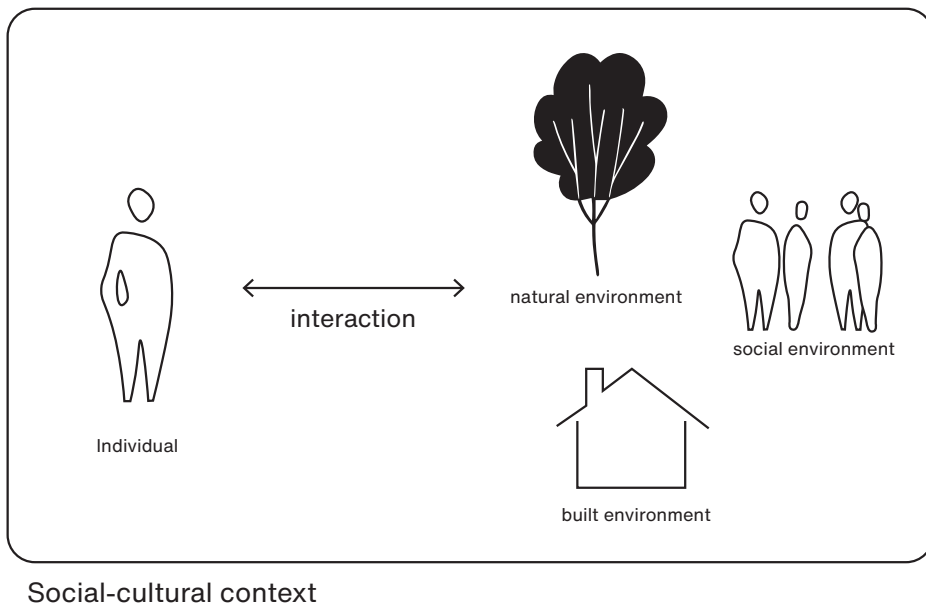 natural environment
interaction
social environment
Individual
built environment
Social-cultural context